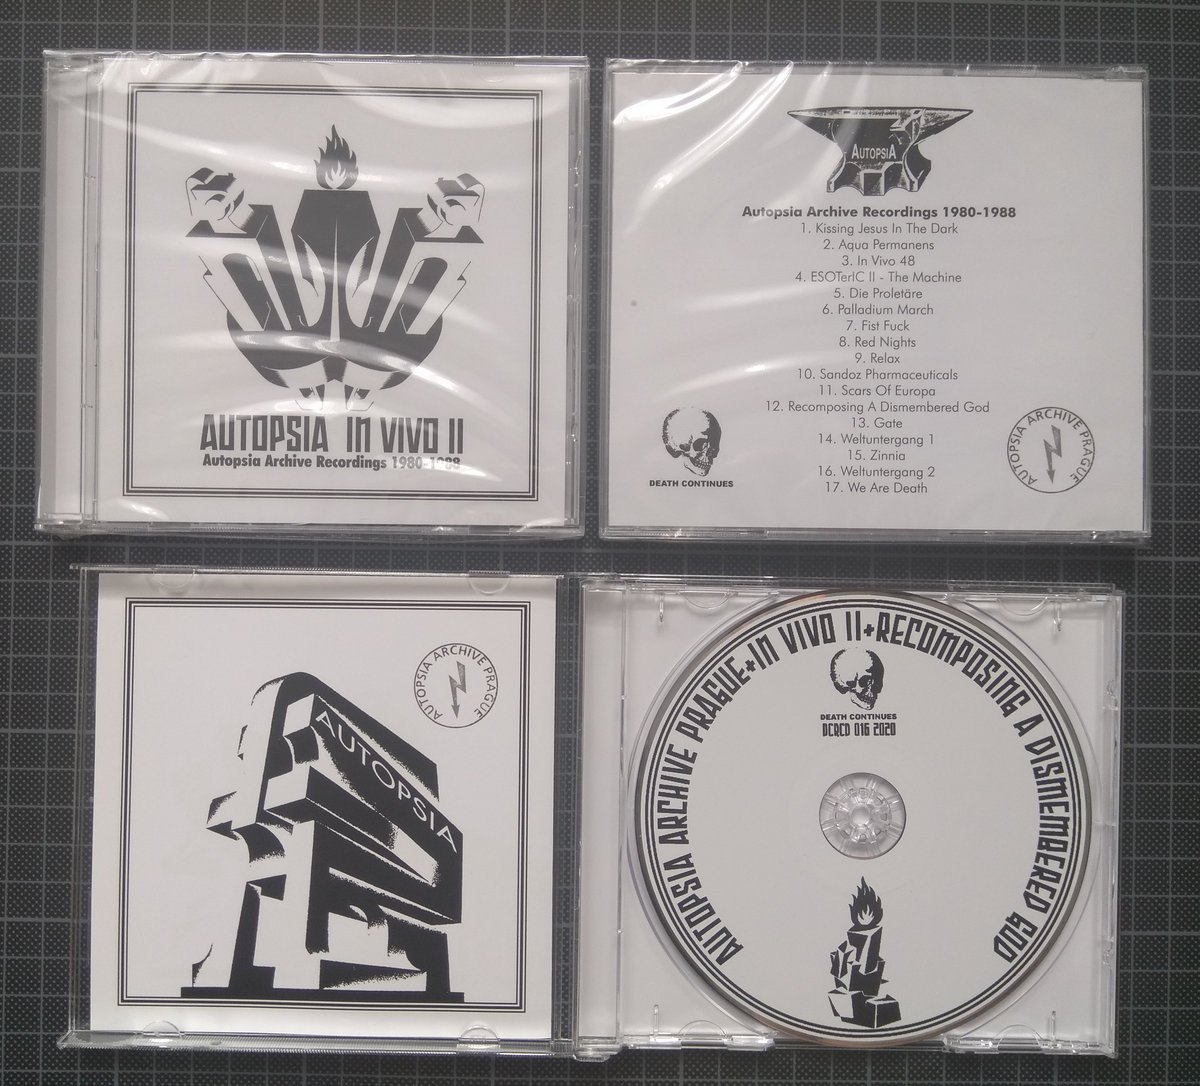 AUTOPSIA IN VIVO II
Autopsia Archive Recordings 1980-1988
AUTOPSIA
Autopsia Archive Recordings 1980-1988
1. Kissing Jesus In The Dark
2. Aqua Permanens
3. In Vivo 48
4. ESOTerIC II - The Machine
5. Die Proletäre
6. Palladium March
7. Fist Fuck
8. Red Nights
9. Relax
10. Sandoz Pharmaceuticals
11. Scars Of Europa
12. Recomposing A Dismembered God
13. Gate
14. Weltuntergang 1
15. Zinnia
16. Weltuntergang 2
17. We Are Death
DEATH CONTINUES
AUTOPSIA ARCHIVE PRAGUE
AUTOPSIA
AUTOPSIA ARCHIVE PRAGUE
AUTOPSIA ARCHIVE PRAGUE+IN VIVO II+RECOMPOSING A DISMEMBERED GOD
DEATH CONTINUES
DCRCD 016 2020